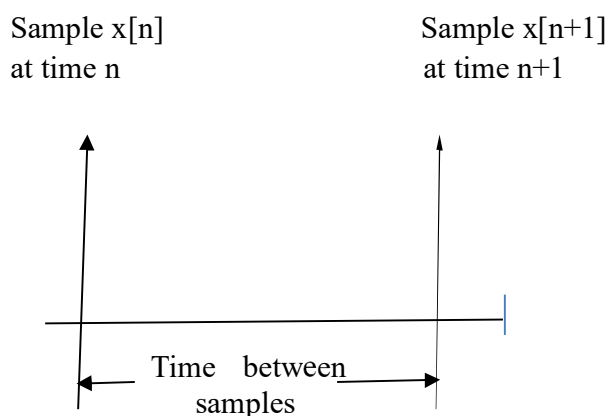 Sample x[n]
at time n
Sample x[n+1]
at time n+1
Time between
samples